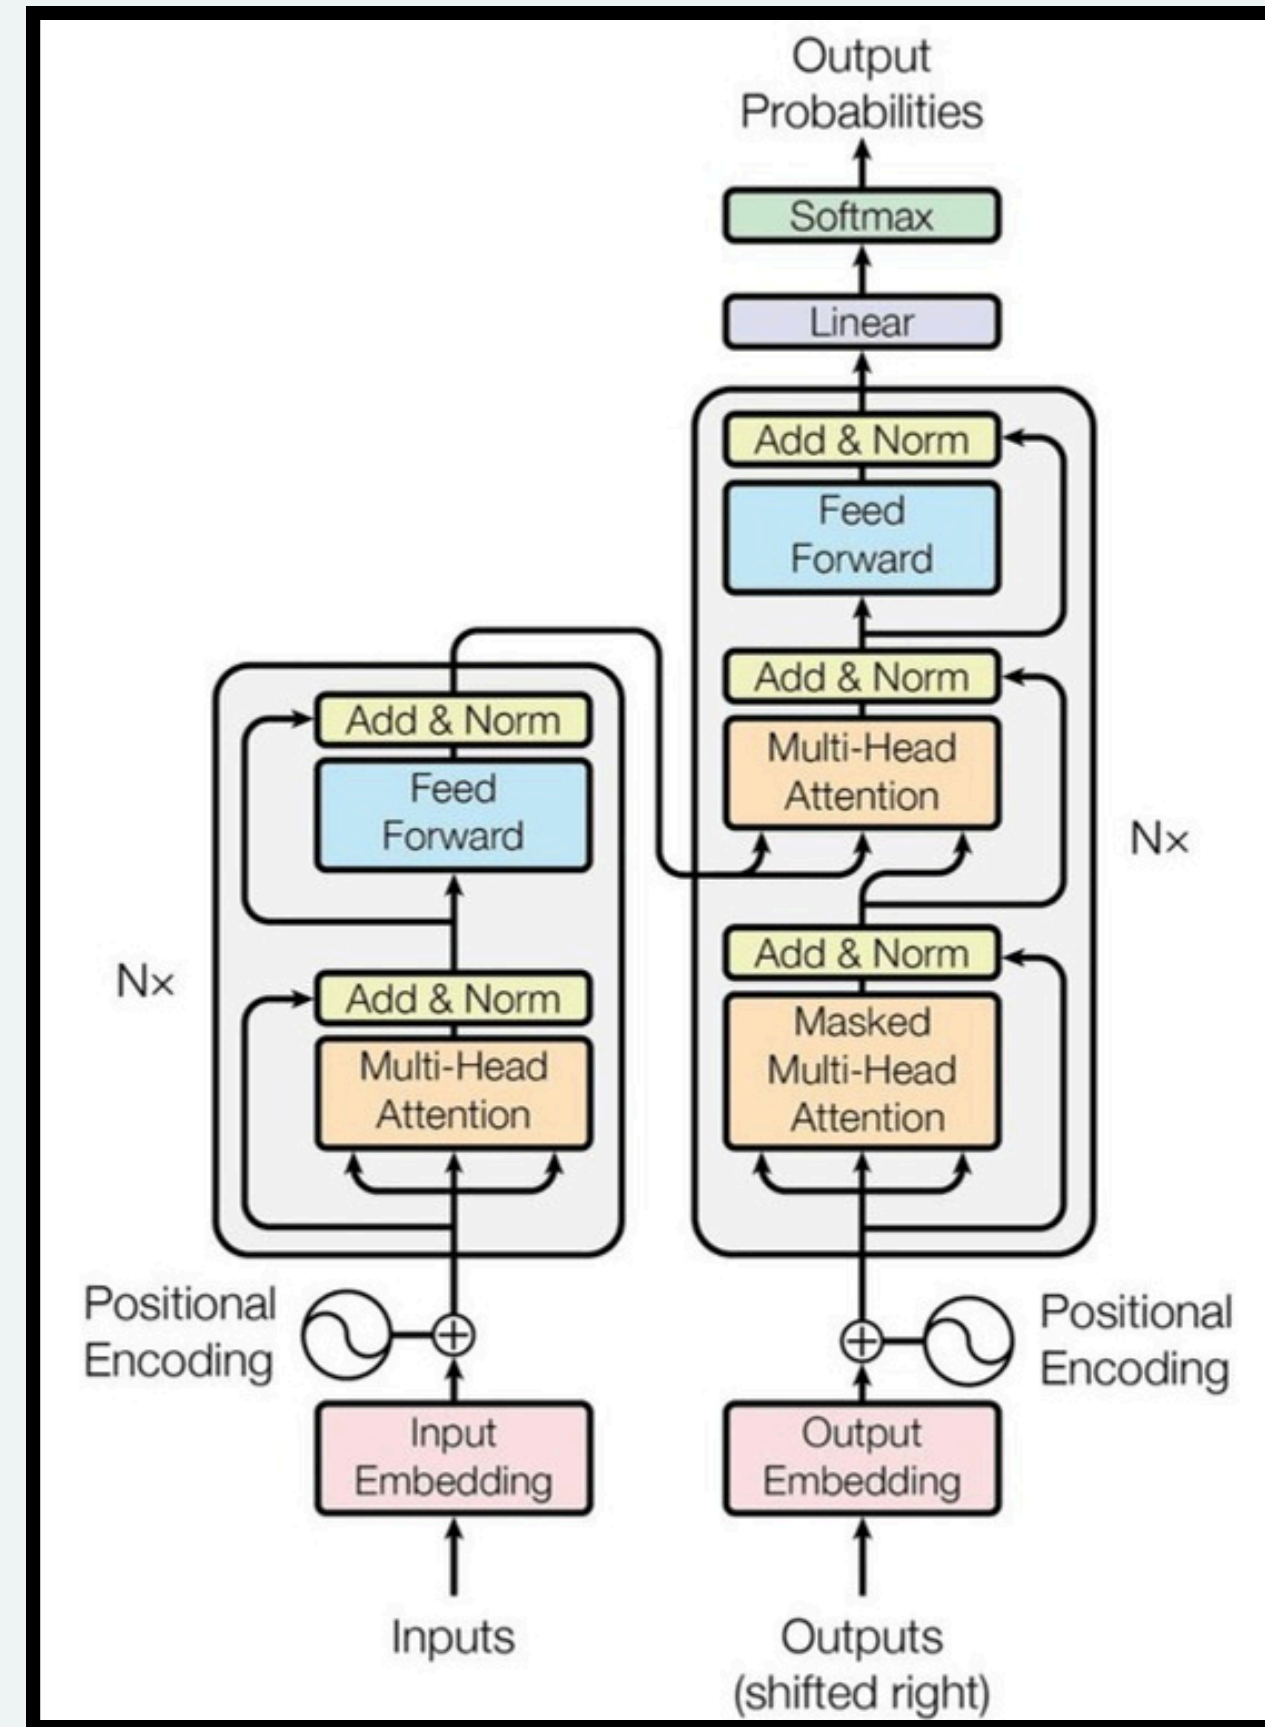 Output
Probabilities
Softmax
Linear
Add & Norm
Feed
Forward
Add & Norm
Multi-Head
Attention
Nx
Add & Norm
Masked
Multi-Head
Attention
Add & Norm
Feed
Forward
Nx
Add & Norm
Multi-Head
Attention
Positional
Encoding
Positional
Encoding
Input
Embedding
Output
Embedding
Inputs
Outputs
(shifted right)